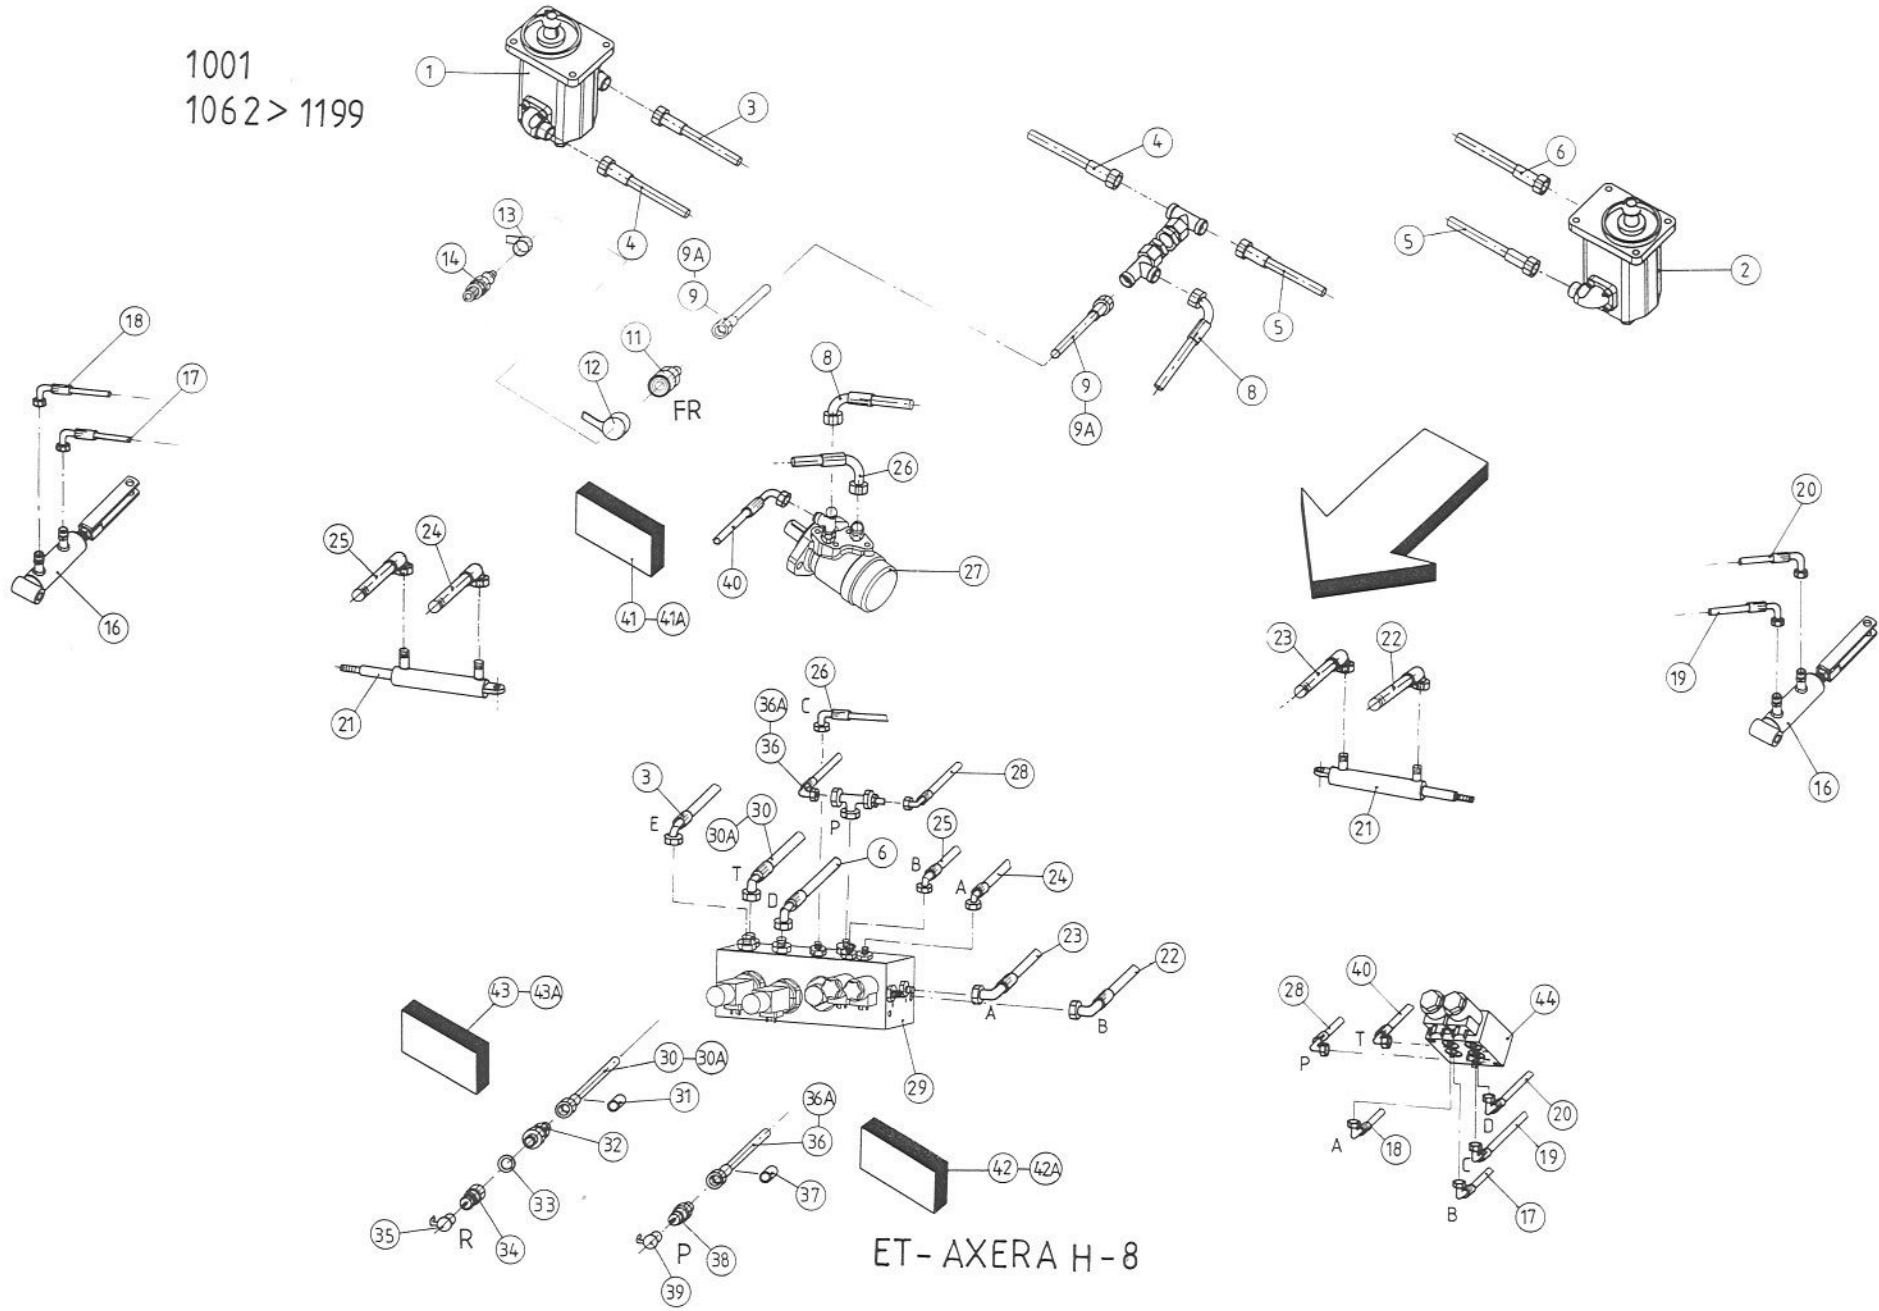 1001
1062 > 1199
1
3
4
13
14
9A
9
4
6
5
2
5
8
9
9A
18
17
11
12
FR
8
26
40
27
41
41A
16
25
24
21
20
19
23
22
16
21
26
C
36A
36
28
3
E
30
30A
P
T
D
6
25
B
A
24
23
22
A
B
29
43
43A
30
30A
31
32
33
34
35
R
36A
36
37
38
39
P
42
42A
28
40
44
P
T
A
18
D
20
C
19
B
17
ET-AXERA H-8